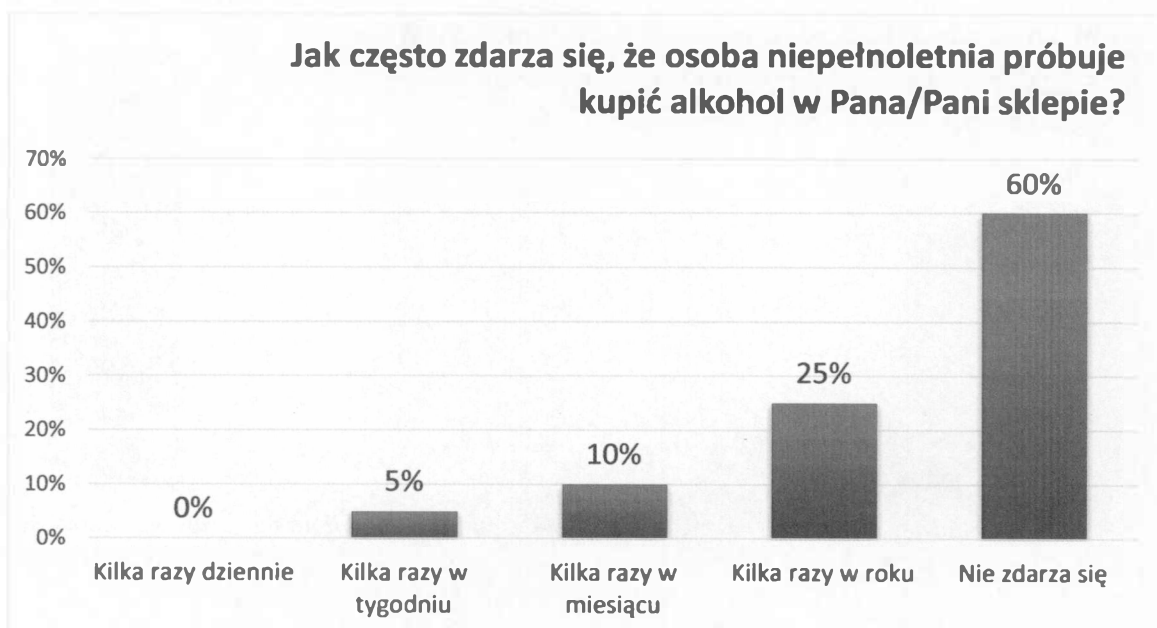 Jak często zdarza się, że osoba niepełnoletnia próbuje
kupić alkohol w Pana/Pani sklepie?
70%
60%
50%
40%
30%
20%
10%
0%
0%
5%
10%
25%
60%
Kilka razy dziennie
Kilka razy w
tygodniu
Kilka razy w
miesiącu
Kilka razy w roku
Nie zdarza się